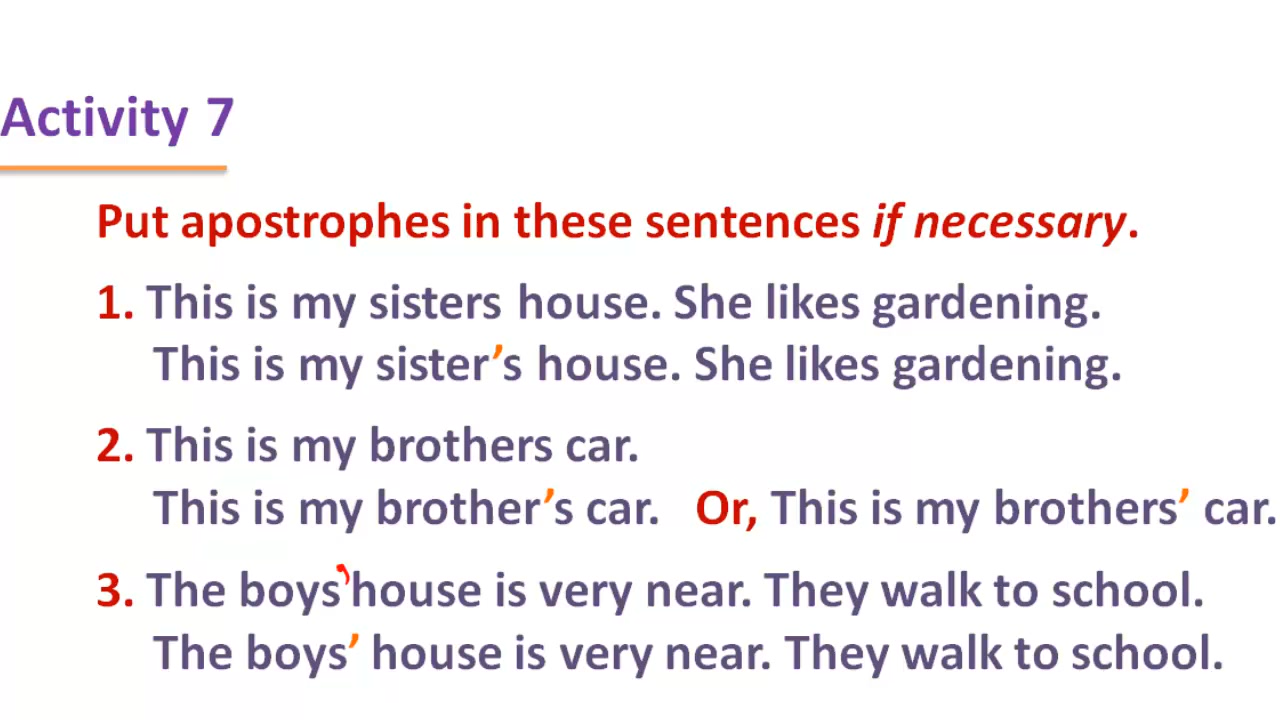 Activity 7
Put apostrophes in these sentences if necessary.
1. This is my sisters house. She likes gardening.
This is my sister’s house. She likes gardening.
2. This is my brothers car.
This is my brother’s car. Or, This is my brothers’ car.
3. The boys’house is very near. They walk to school.
The boys’ house is very near. They walk to school.